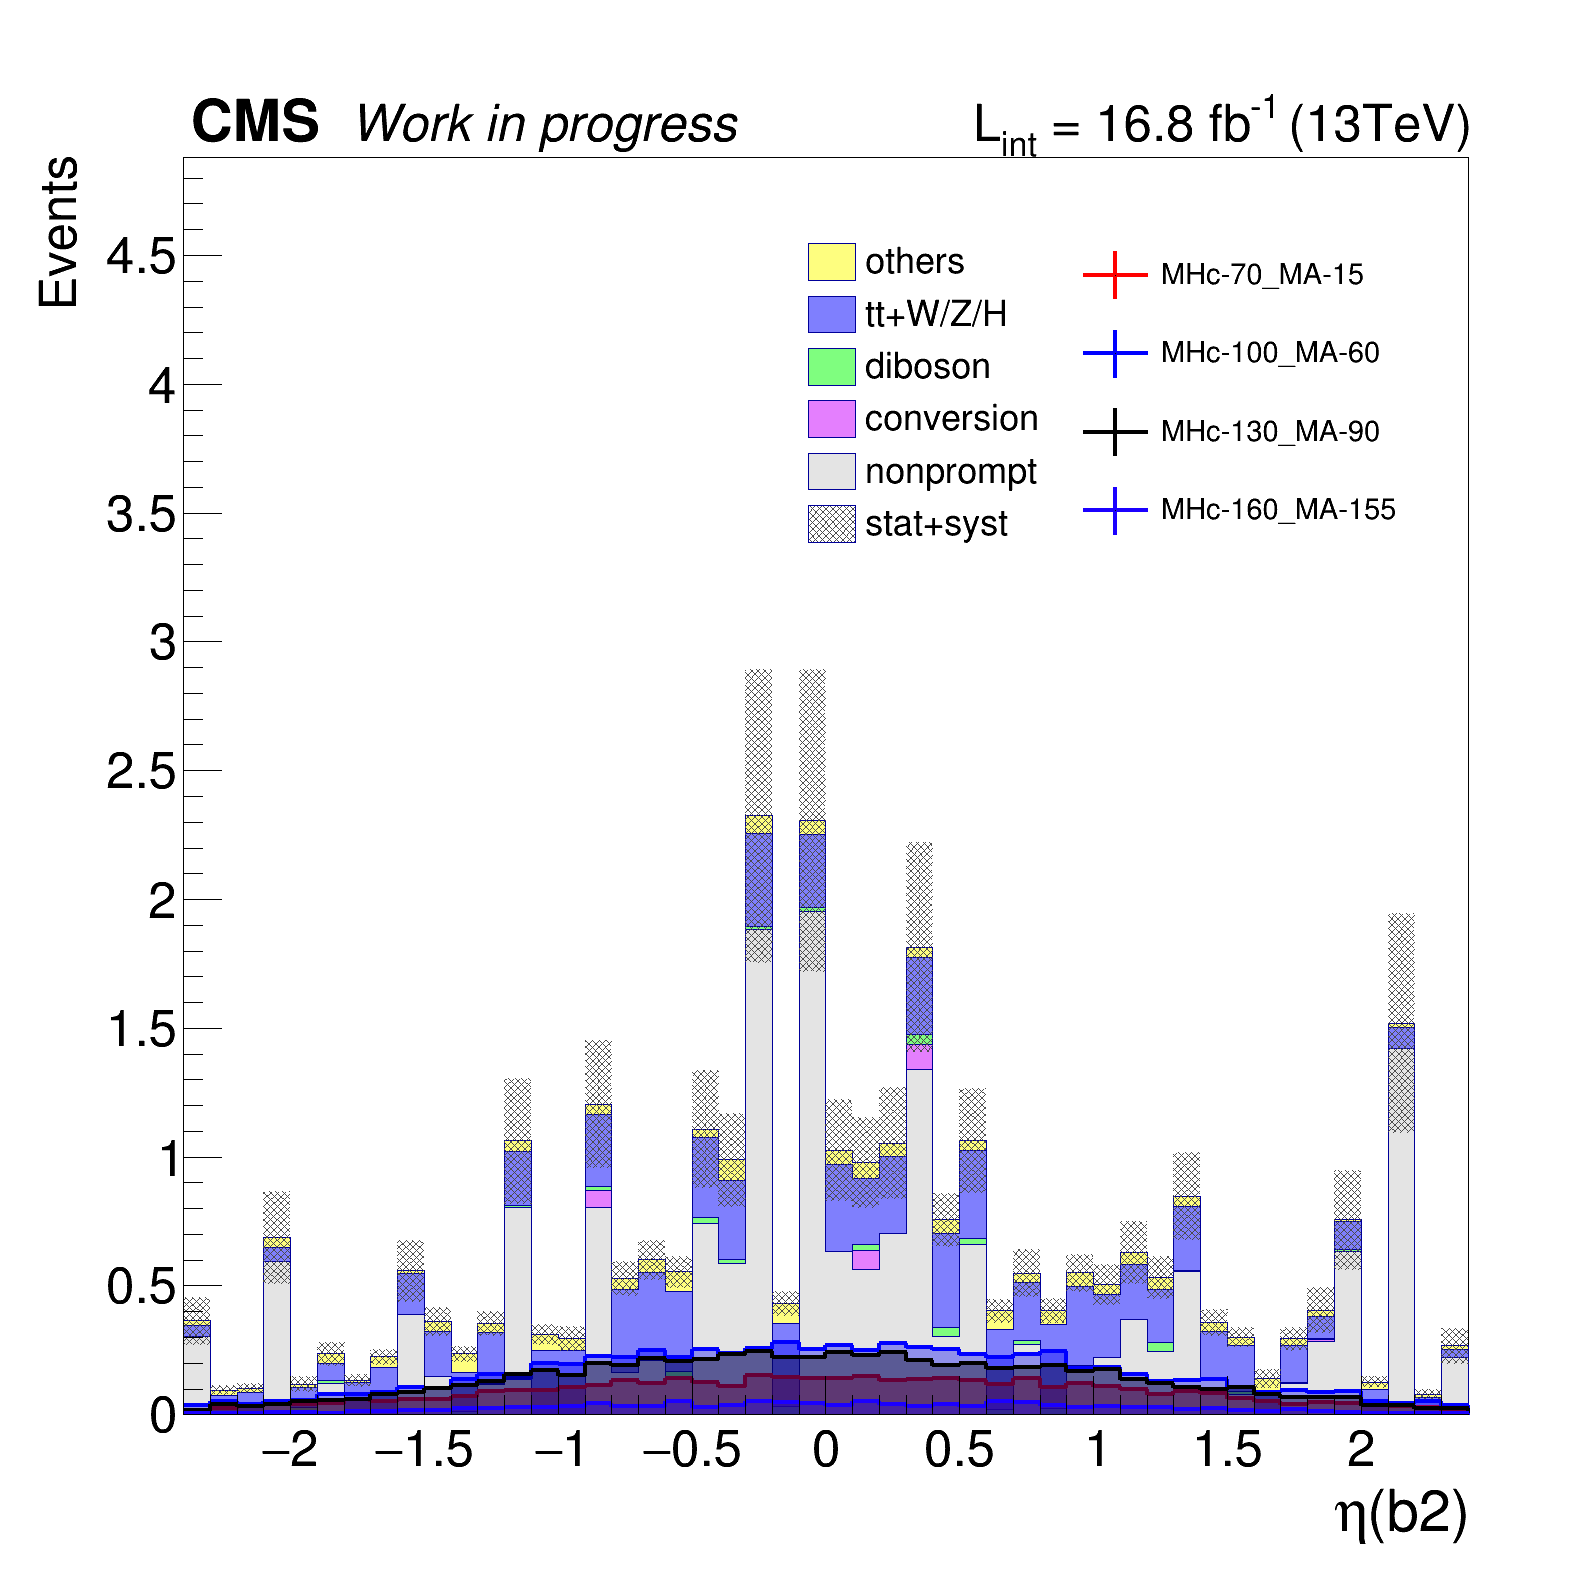 CMS Work in progress
L_int = 16.8 fb^-1 (13TeV)
Events
4.5
4
3.5
3
2.5
2
1.5
1
0.5
0
others
tt+W/Z/H
diboson
conversion
nonprompt
stat+syst
MHc-70_MA-15
MHc-100_MA-60
MHc-130_MA-90
MHc-160_MA-155
−2 −1.5 −1 −0.5 0 0.5 1 1.5 2
η(b2)